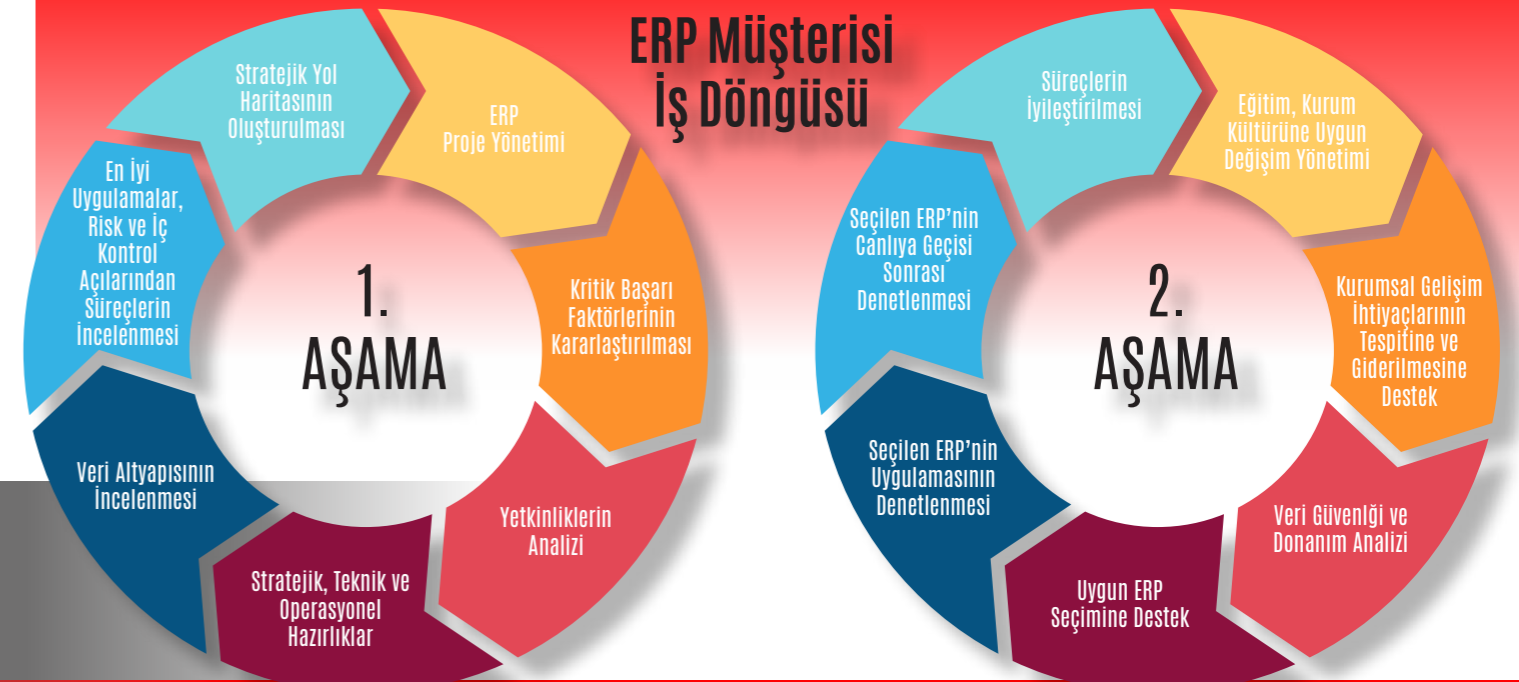 ERP Müşterisi
İş Döngüsü
1.
AŞAMA
Stratejik Yol
Haritasının
Oluşturulması
ERP
Proje Yönetimi
Kritik Başarı
Faktörlerinin
Kararlaştırılması
Yetkinliklerin
Analizi
Stratejik, Teknik ve
Operasyonel
Hazırlıklar
Veri Altyapısının
İncelenmesi
En İyi
Uygulamalar,
Risk ve İç
Kontrol
Açılarından
Süreçlerin
İncelenmesi
2.
AŞAMA
Süreçlerin
İyileştirilmesi
Eğitim, Kurum
Kültürüne Uygun
Değişim Yönetimi
Kurumsal Gelişim
İhtiyaçlarının
Tespitine ve
Giderilmesine
Destek
Veri Güvenlği ve
Donanım Analizi
Uygun ERP
Seçimine Destek
Seçilen ERP’nin
Uygulamasının
Denetlenmesi
Seçilen ERP’nin
Canlıya Geçişi
Sonrası
Denetlenmesi